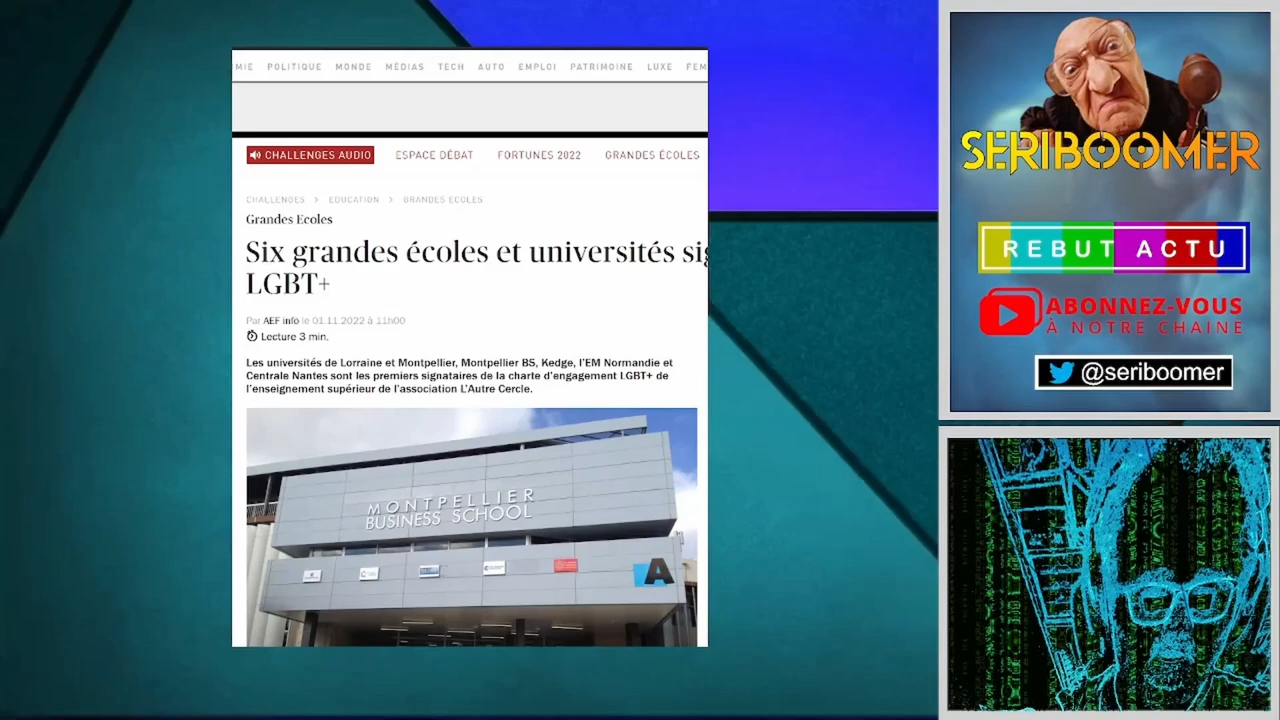 MIE POLITIQUE MONDE MÉDIAS TECH AUTO EMPLOI PATRIMOINE LUXE FEM
CHALLENGES AUDIO ESPACE DÉBAT FORTUNES 2022 GRANDES ÉCOLES
CHALLENGES > EDUCATION > GRANDES ECOLES
Grandes Ecoles
Six grandes écoles et universités sig
LGBT+
Par AEF info le 01.11.2022 à 11h00
Lecture 3 min.
Les universités de Lorraine et Montpellier, Montpellier BS, Kedge, l'EM Normandie et
Centrale Nantes sont les premiers signataires de la charte d'engagement LGBT+ de
l'enseignement supérieur de l'association L'Autre Cercle.
MONTPELLIER
BUSINESS SCHOOL
A
SERIBOOMER
REBUT ACTU
ABONNEZ-VOUS
À NOTRE CHAINE
@seriboomer